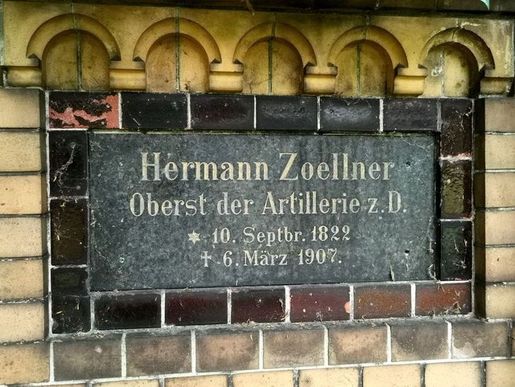 Hermann Zoellner
Oberst der Artillerie z.D.
* 10. Septbr. 1822
† 6. März 1907.